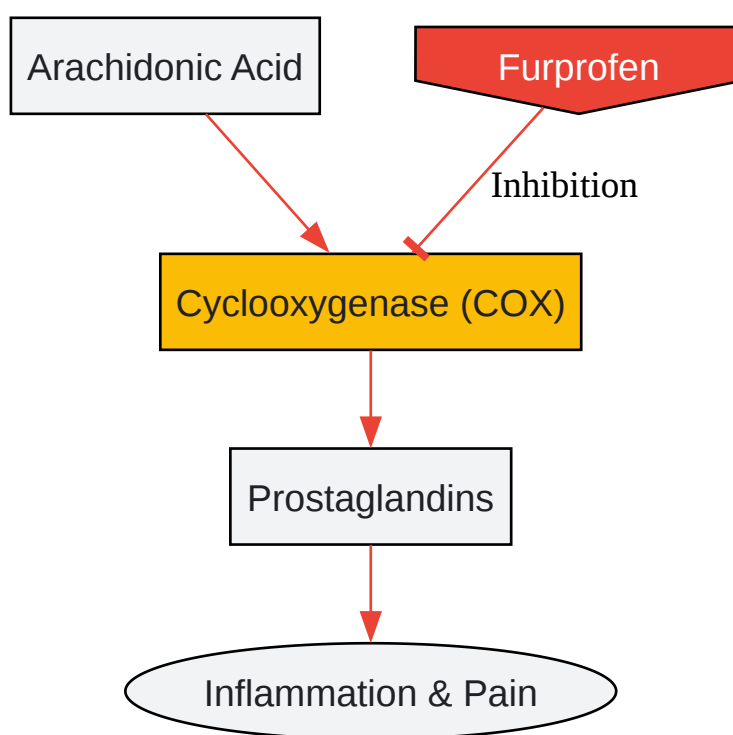 Arachidonic Acid
Furprofen
Inhibition
Cyclooxygenase (COX)
Prostaglandins
Inflammation & Pain